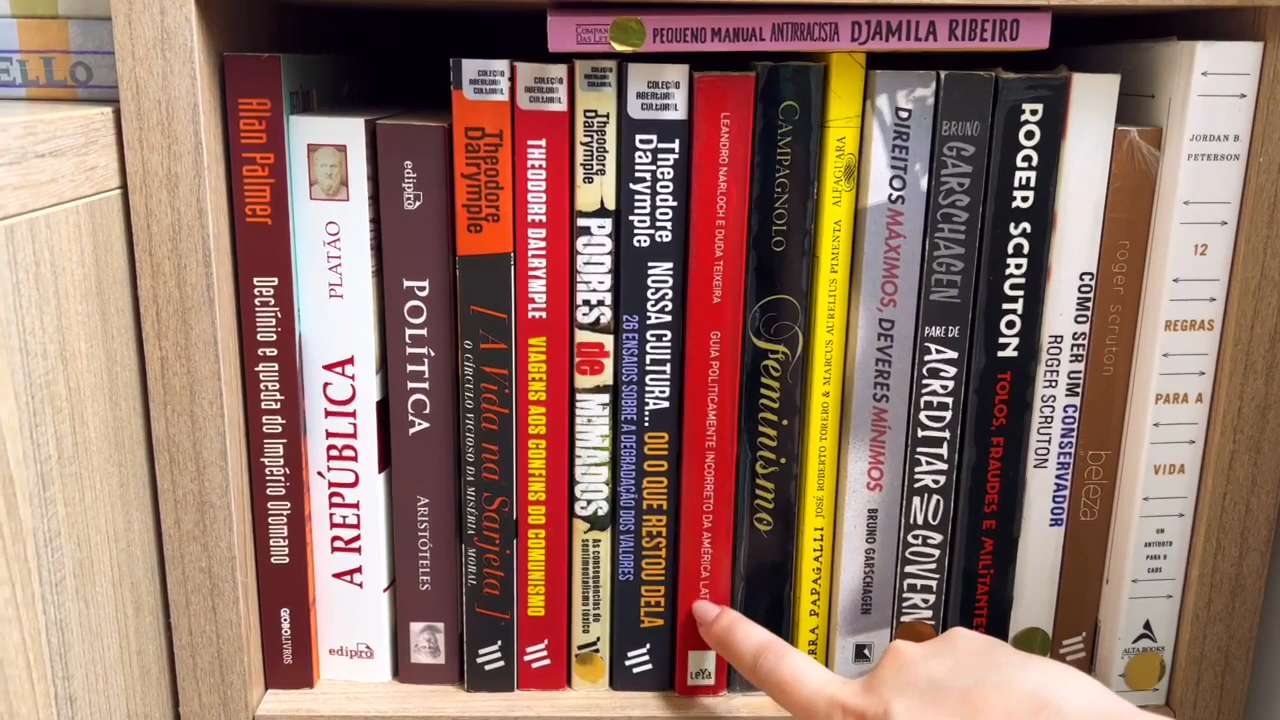 ELLO
COMPANHIA DAS LET
PEQUENO MANUAL ANTIRRACISTA DJAMILA RIBEIRO
Alan Palmer
Declínio e queda do Império Otomano
GLOBOLIVROS
PLATÃO
A REPÚBLICA
edipro
edipro
POLÍTICA
ARISTÓTELES
COLEÇÃO
ABERTURA
CULTURAL
Theodore
Dalrymple
[A Vida na Sarjeta]
O CÍRCULO VICIOSO DA MISÉRIA MORAL
COLEÇÃO
ABERTURA
CULTURAL
THEODORE DALRYMPLE
VIAGENS AOS CONFINS DO COMUNISMO
COLEÇÃO
ABERTURA
CULTURAL
Theodore
Dalrymple
PODRES de MIMADOS
As consequências do
sentimentalismo tóxico
COLEÇÃO
ABERTURA
CULTURAL
Theodore
Dalrymple
NOSSA CULTURA... OU O QUE RESTOU DELA
26 ENSAIOS SOBRE A DEGRADAÇÃO DOS VALORES
LEANDRO NARLOCH E DUDA TEIXEIRA
GUIA POLITICAMENTE INCORRETO DA AMÉRICA LAT
LeYa
CAMPAGNOLO
Feminismo
ALFAGUARA
JOSÉ ROBERTO TORERO & MARCUS AURELIUS PIMENTA
RRA PAPAGALLI
DIREITOS MÁXIMOS, DEVERES MÍNIMOS
BRUNO GARSCHAGEN
RECORD
BRUNO
GARSCHAGEN
PARE DE
ACREDITAR NO GOVERN
ROGER SCRUTON
TOLOS, FRAUDES E MILITANTES
COMO SER UM CONSERVADOR
ROGER SCRUTON
roger scruton
beleza
JORDAN B.
PETERSON
12
REGRAS
PARA A
VIDA
UM
ANTÍDOTO
PARA O
CAOS
ALTA BOOKS